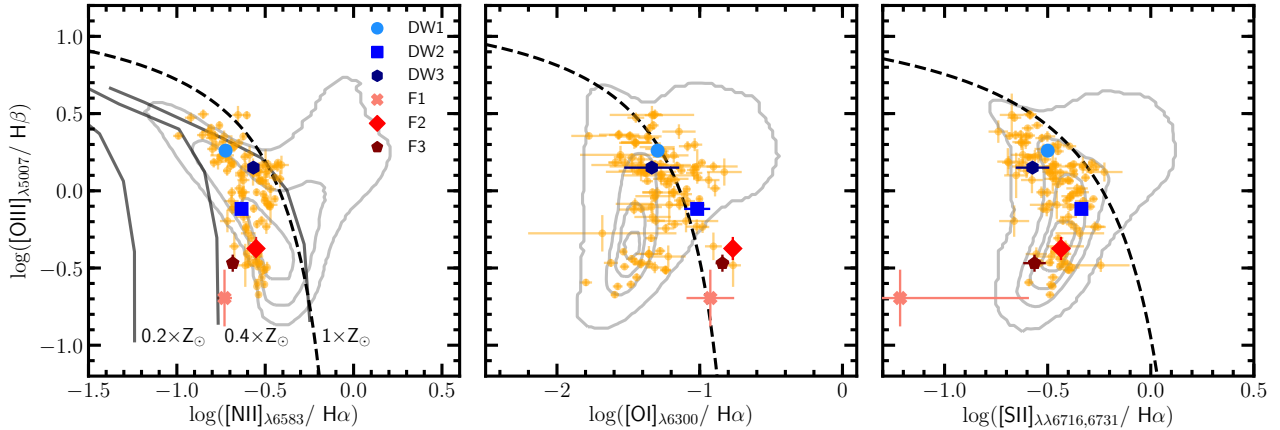 log([OIII]λ5007/ Hβ)
1.0
0.5
0.0
−0.5
−1.0
DW1
DW2
DW3
F1
F2
F3
0.2×Z⊙
0.4×Z⊙
1×Z⊙
−1.5 −1.0 −0.5 0.0 0.5
log([NII]λ6583/ Hα)
−2 −1 0
log([OI]λ6300/ Hα)
−1.0 −0.5 0.0 0.5
log([SII]λλ6716,6731/ Hα)